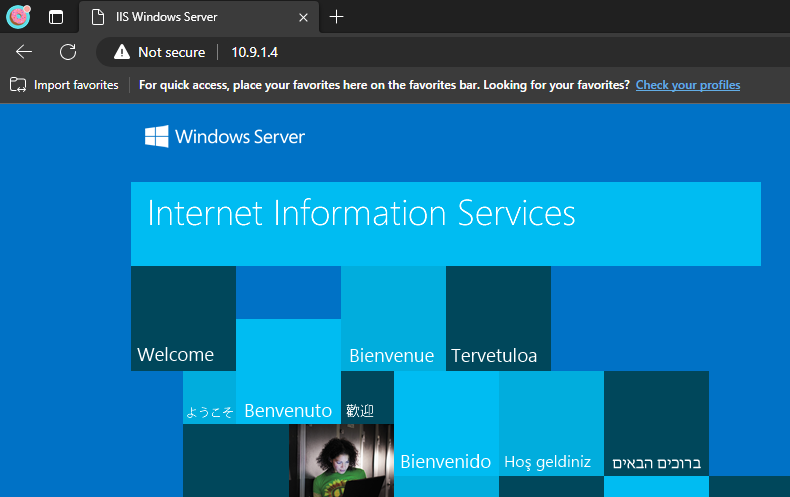 IIS Windows Server
Not secure
10.9.1.4
Import favorites
For quick access, place your favorites here on the favorites bar. Looking for your favorites? Check your profiles
Windows Server
Internet Information Services
Welcome
Bienvenue
Tervetuloa
ようこそ
Benvenuto
歡迎
Bienvenido
Hoş geldiniz
ברוכים הבאים